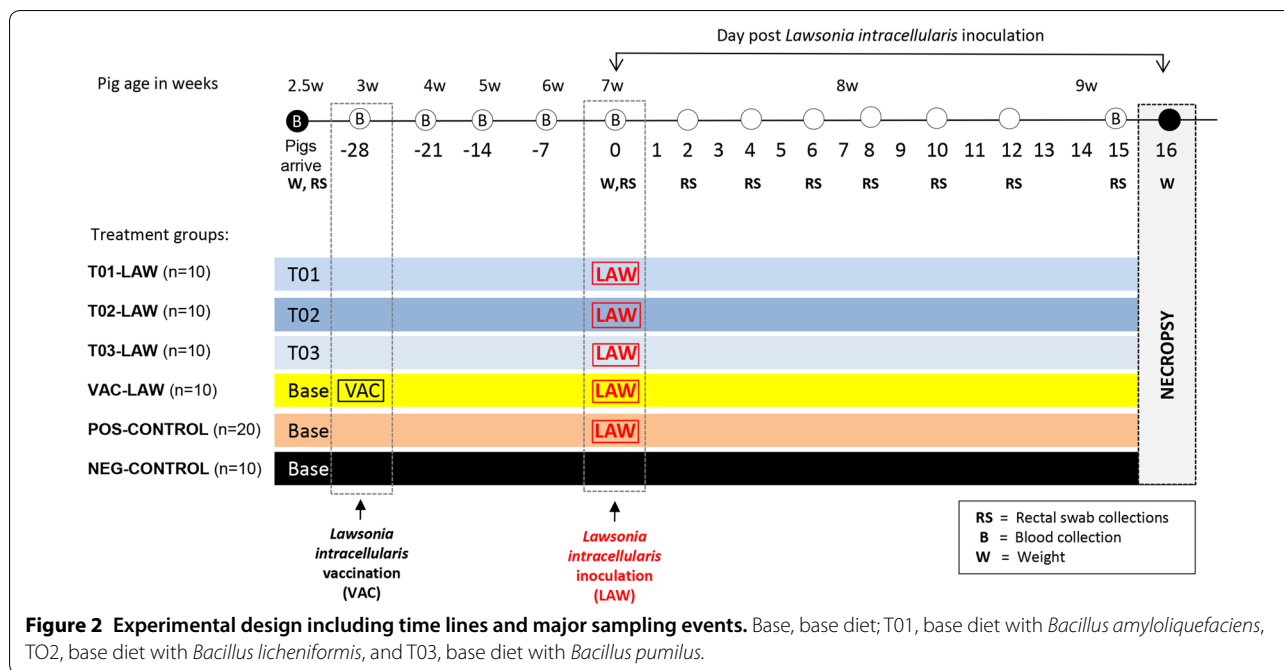 Day post Lawsonia intracellularis inoculation
Pig age in weeks 2.5w 3w 4w 5w 6w 7w 8w 9w
B B B B B B B
Pigs arrive -28 -21 -14 -7 0 1 2 3 4 5 6 7 8 9 10 11 12 13 14 15 16
W, RS W,RS RS RS RS RS RS RS RS W
Treatment groups:
T01-LAW (n=10) T01 LAW
T02-LAW (n=10) T02 LAW
T03-LAW (n=10) T03 LAW
VAC-LAW (n=10) Base VAC LAW
POS-CONTROL (n=20) Base LAW
NEG-CONTROL (n=10) Base
NECROPSY
Lawsonia
intracellularis
vaccination
(VAC)
Lawsonia
intracellularis
inoculation
(LAW)
RS = Rectal swab collections
B = Blood collection
W = Weight
Figure 2 Experimental design including time lines and major sampling events. Base, base diet; T01, base diet with Bacillus amyloliquefaciens,
TO2, base diet with Bacillus licheniformis, and T03, base diet with Bacillus pumilus.